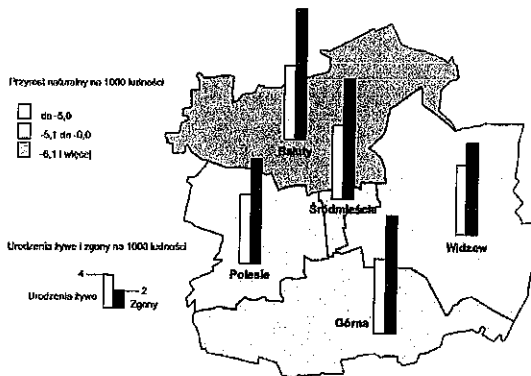 Przyrost naturalny na 1000 ludności
do -5,0
-5,1 do -6,0
-6,1 i więcej
Bałuty
Śródmieście
Polesie
Widzew
Górna
Urodzenia żywe i zgony na 1000 ludności
4
2
Urodzenia żywe
Zgony